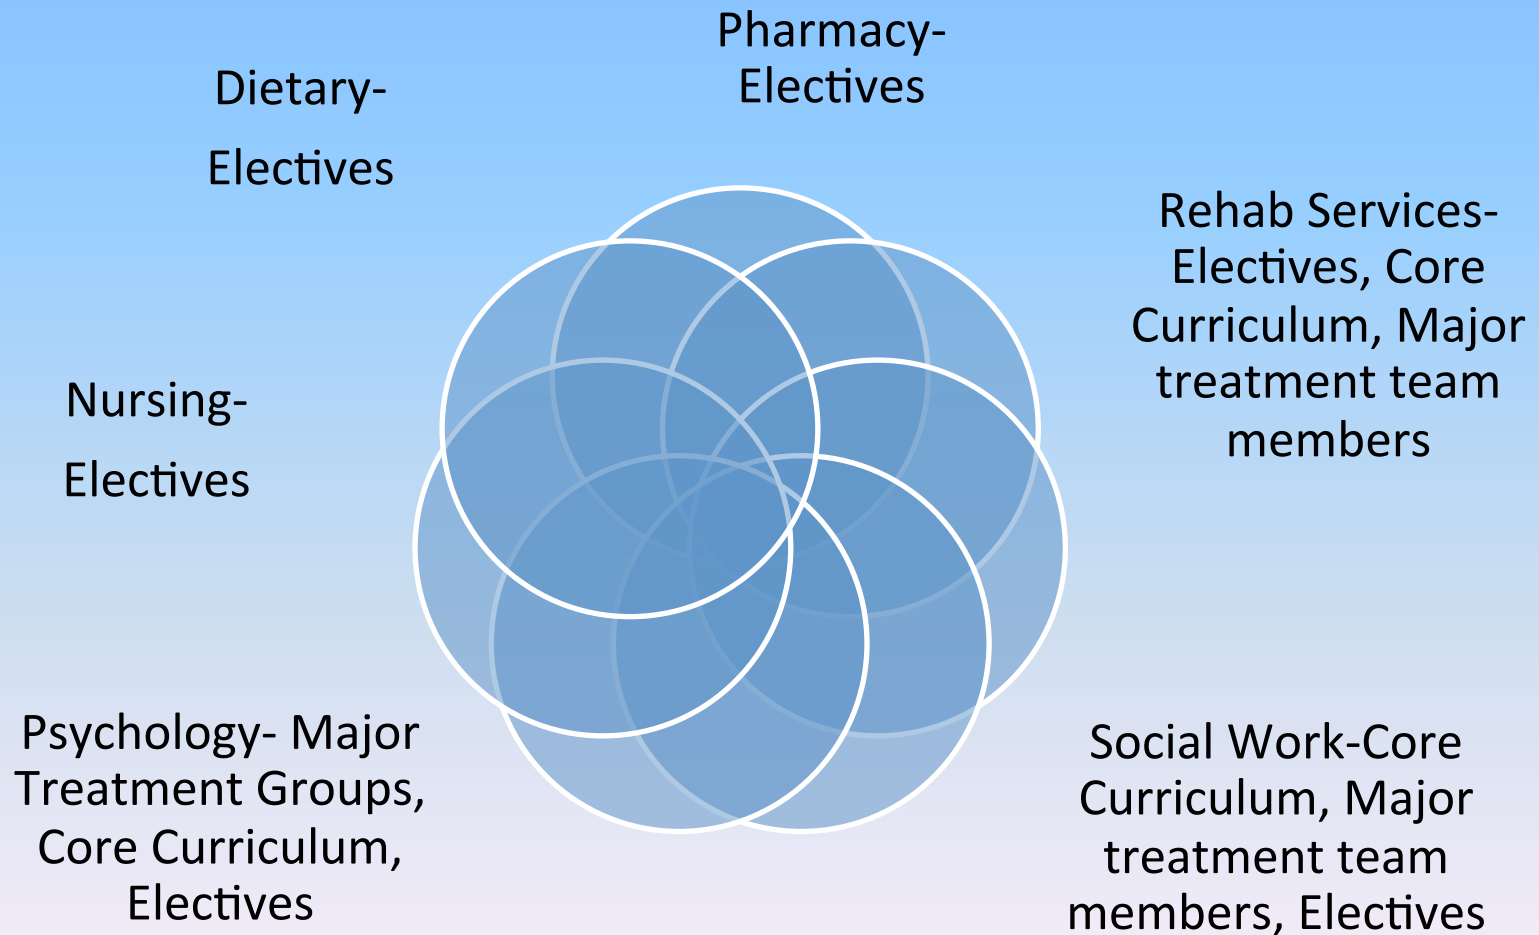 Pharmacy-
Electives
Dietary-
Electives
Rehab Services-
Electives, Core
Curriculum, Major
treatment team
members
Nursing-
Electives
Psychology- Major
Treatment Groups,
Core Curriculum,
Electives
Social Work-Core
Curriculum, Major
treatment team
members, Electives